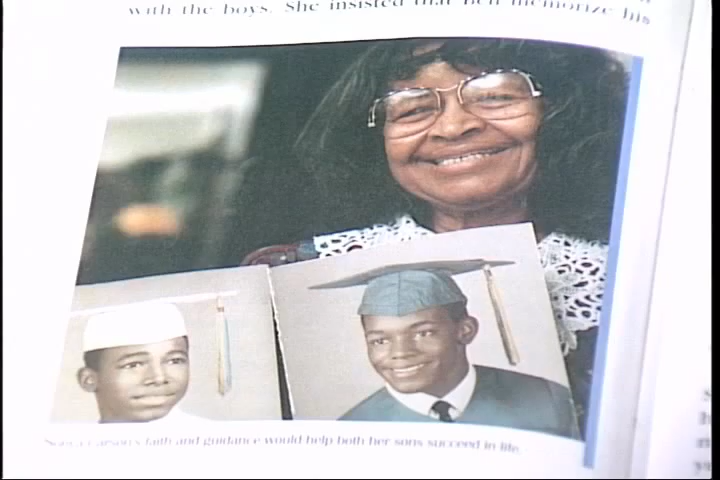 with the boys. She insisted that Ben memorize his
Sonya Carson's faith and guidance would help both her sons succeed in life.